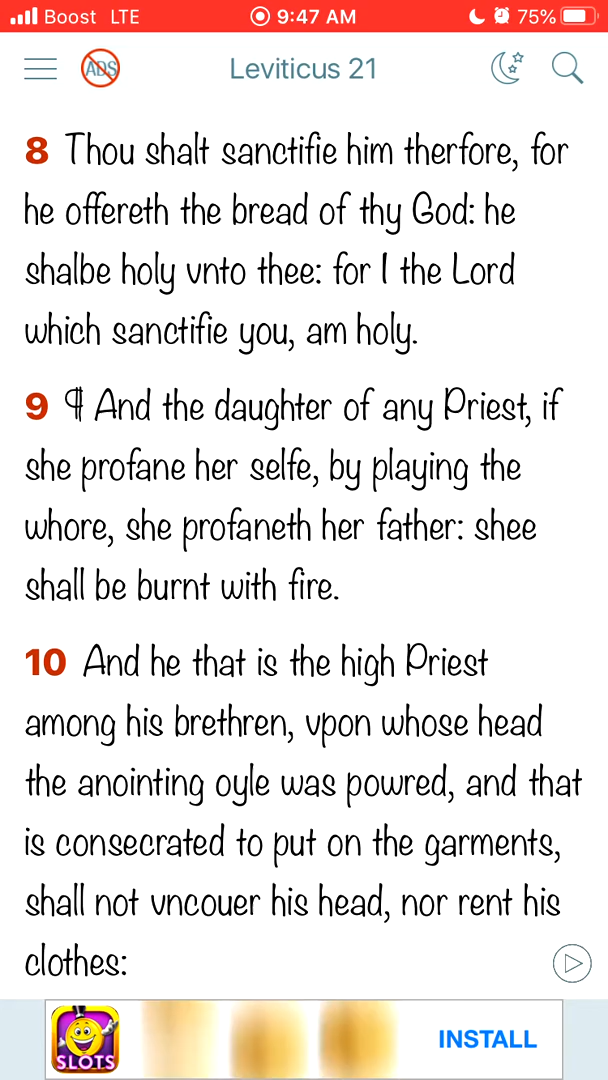 Boost LTE 9:47 AM 75%
ADS Leviticus 21
8 Thou shalt sanctifie him therfore, for
he offereth the bread of thy God: he
shalbe holy vnto thee: for I the Lord
which sanctifie you, am holy.
9 ¶ And the daughter of any Priest, if
she profane her selfe, by playing the
whore, she profaneth her father: shee
shall be burnt with fire.
10 And he that is the high Priest
among his brethren, vpon whose head
the anointing oyle was powred, and that
is consecrated to put on the garments,
shall not vncouer his head, nor rent his
clothes:
SLOTS INSTALL